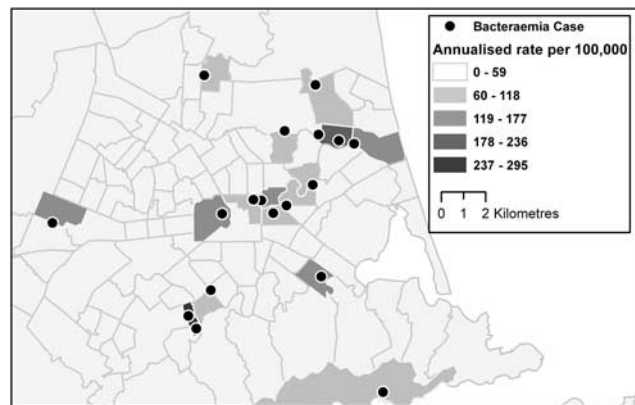 Bacteraemia Case
Annualised rate per 100,000
0 - 59
60 - 118
119 - 177
178 - 236
237 - 295
0 1 2 Kilometres